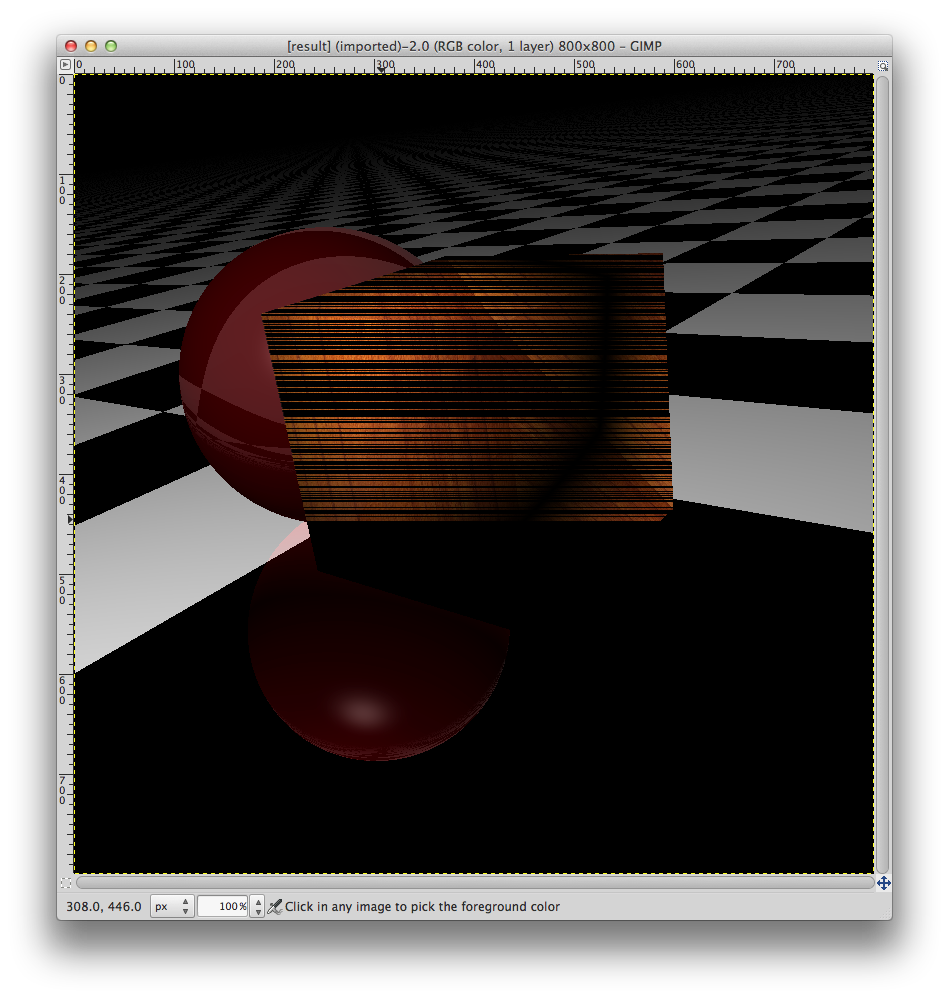 [result] (imported)-2.0 (RGB color, 1 layer) 800x800 – GIMP
0 100 200 300 400 500 600 700
0
100
200
300
400
500
600
700
308.0, 446.0 px 100% Click in any image to pick the foreground color